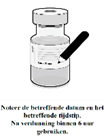 Noteer de betreffende datum en het
betreffende tijdstip.
Na verdunning binnen 6 uur
gebruiken.